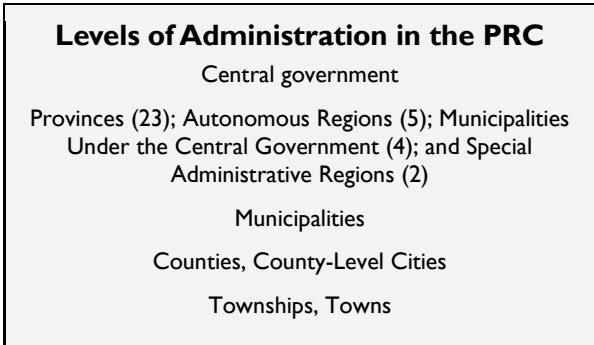 Levels of Administration in the PRC
Central government
Provinces (23); Autonomous Regions (5); Municipalities
Under the Central Government (4); and Special
Administrative Regions (2)
Municipalities
Counties, County-Level Cities
Townships, Towns